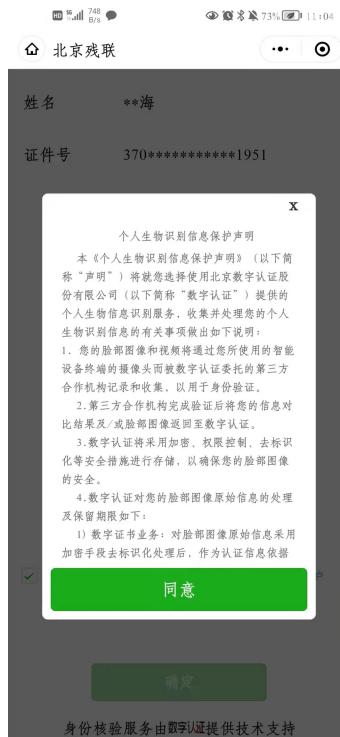 HD 5G 748 B/s 73% 11:04
北京残联
姓名 **海
证件号 370***********1951
x
个人生物识别信息保护声明
本《个人生物识别信息保护声明》（以下简
称“声明”）将就您选择使用北京数字认证股
份有限公司（以下简称“数字认证”）提供的
个人生物信息识别服务，收集并处理您的个人
生物识别信息的有关事项做出如下说明：
1. 您的脸部图像和视频将通过您所使用的智能
设备终端的摄像头而被数字认证委托的第三方
合作机构记录和收集，以用于身份验证。
2.第三方合作机构完成验证后将您的信息对
比结果及/或脸部图像返回至数字认证。
3.数字认证将采用加密、权限控制、去标识
化等安全措施进行存储，以确保您的脸部图像
的安全。
4.数字认证对您的脸部图像原始信息的处理
及保留期限如下：
1) 数字证书业务：对脸部图像原始信息采用
加密手段去标识化处理后，作为认证信息依据
同意
确定
身份核验服务由数字认证提供技术支持